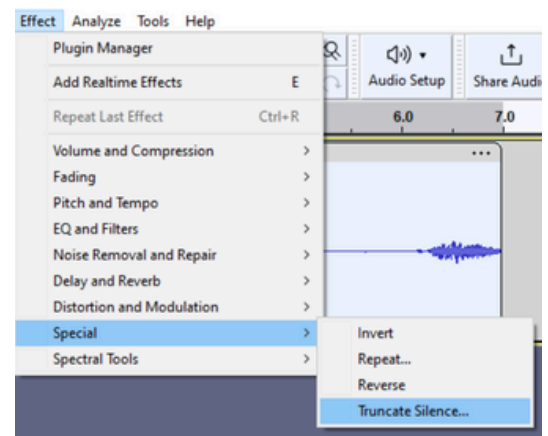 Effect Analyze Tools Help
Plugin Manager
Audio Setup
Share Audi
Add Realtime Effects E
Repeat Last Effect Ctrl+R
6.0 7.0
Volume and Compression
Fading
Pitch and Tempo
EQ and Filters
Noise Removal and Repair
Delay and Reverb
Distortion and Modulation
Special
Spectral Tools
Invert
Repeat...
Reverse
Truncate Silence...